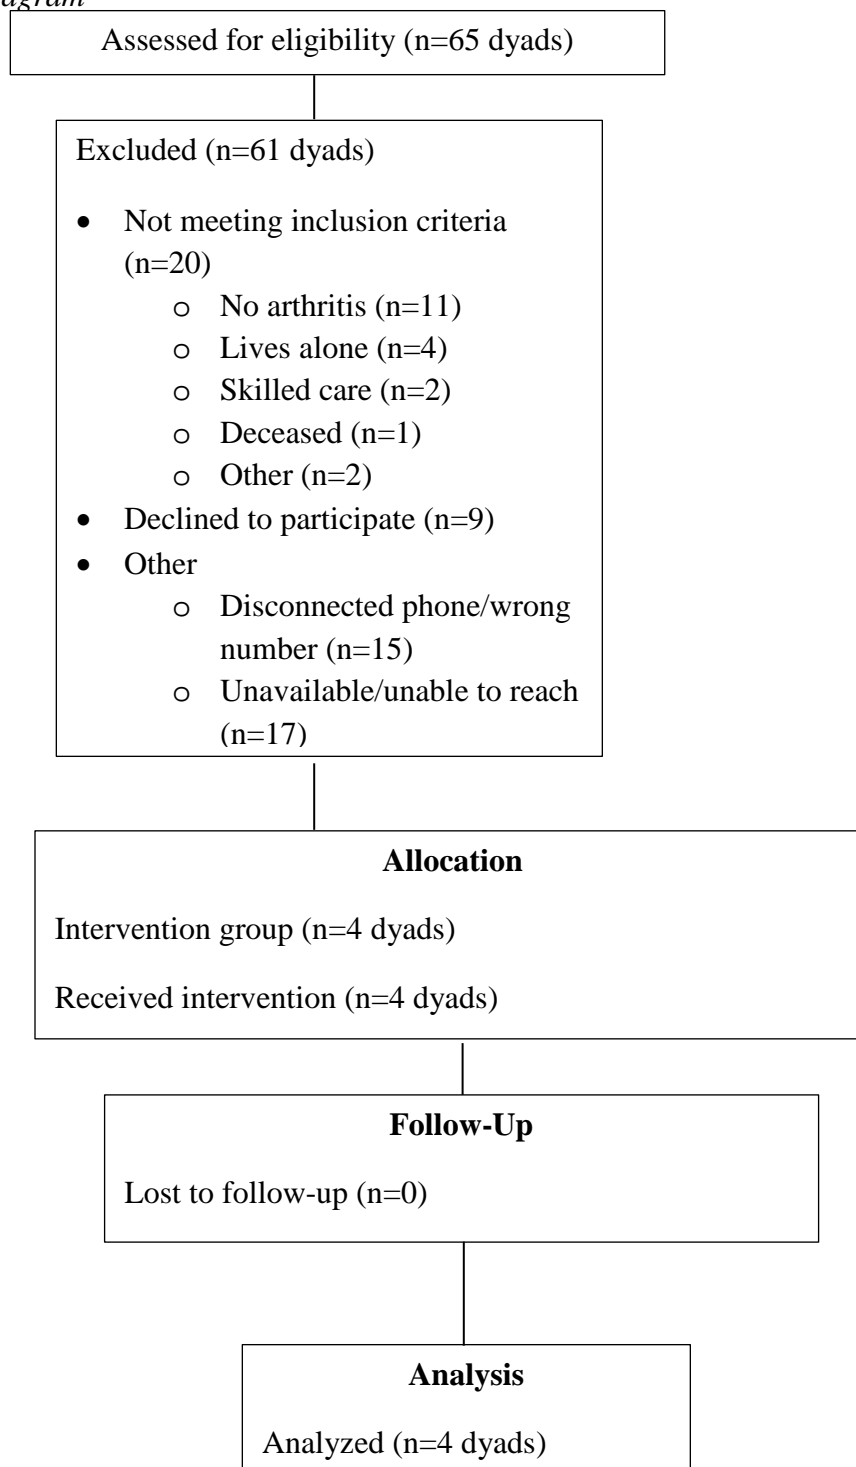 agram
Assessed for eligibility (n=65 dyads)
Excluded (n=61 dyads)
• Not meeting inclusion criteria
(n=20)
o No arthritis (n=11)
o Lives alone (n=4)
o Skilled care (n=2)
o Deceased (n=1)
o Other (n=2)
• Declined to participate (n=9)
• Other
o Disconnected phone/wrong
number (n=15)
o Unavailable/unable to reach
(n=17)
Allocation
Intervention group (n=4 dyads)
Received intervention (n=4 dyads)
Follow-Up
Lost to follow-up (n=0)
Analysis
Analyzed (n=4 dyads)